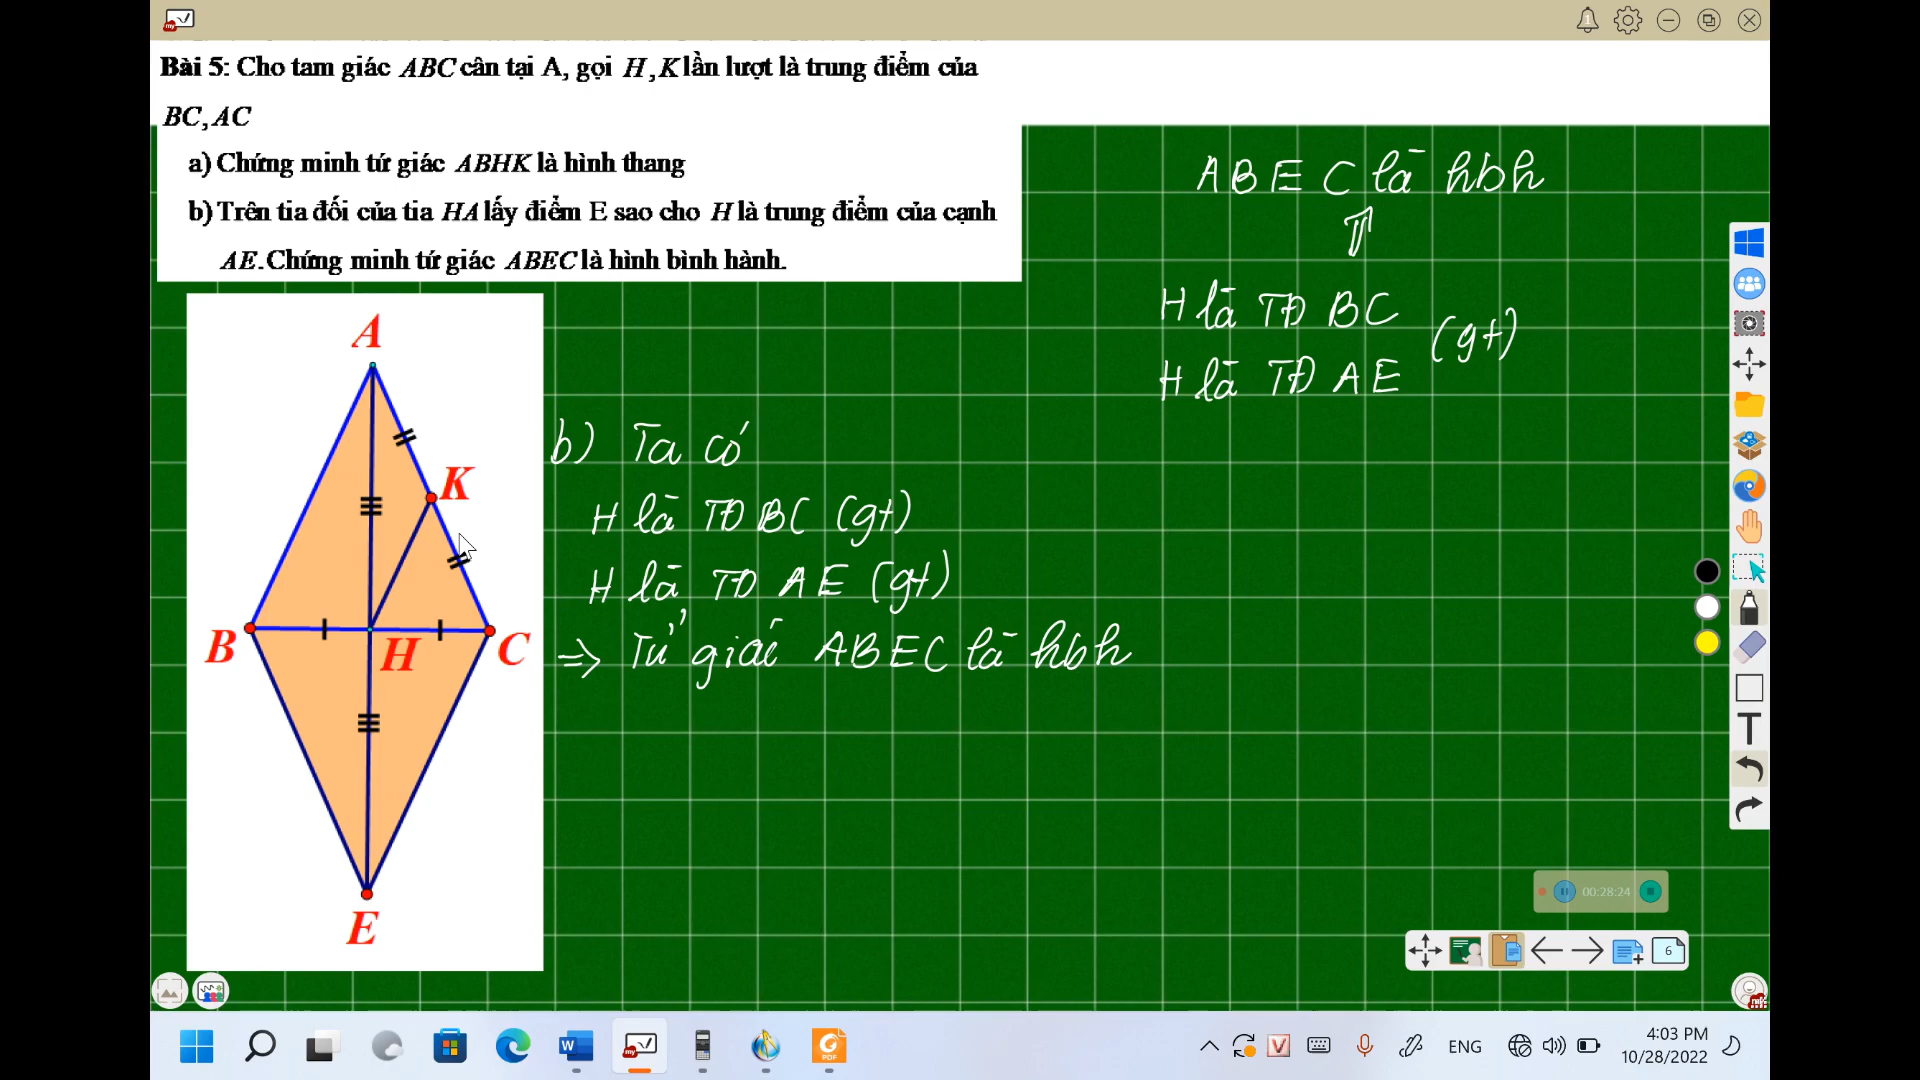 Bài 5: Cho tam giác ABC cân tại A, gọi H,K lần lượt là trung điểm của
BC,AC
a) Chứng minh tứ giác ABHK là hình thang
b) Trên tia đối của tia HA lấy điểm E sao cho H là trung điểm của cạnh
AE.Chứng minh tứ giác ABEC là hình bình hành.
ABEC là hbh
⇑
H là TĐ BC
(gt)
H là TĐ AE
A
K
B
H
C
E
b) Ta có
H là TĐ BC (gt)
H là TĐ AE (gt)
=> Tứ giác ABEC là hbh
00:28:24
6
ENG
4:03 PM
10/28/2022